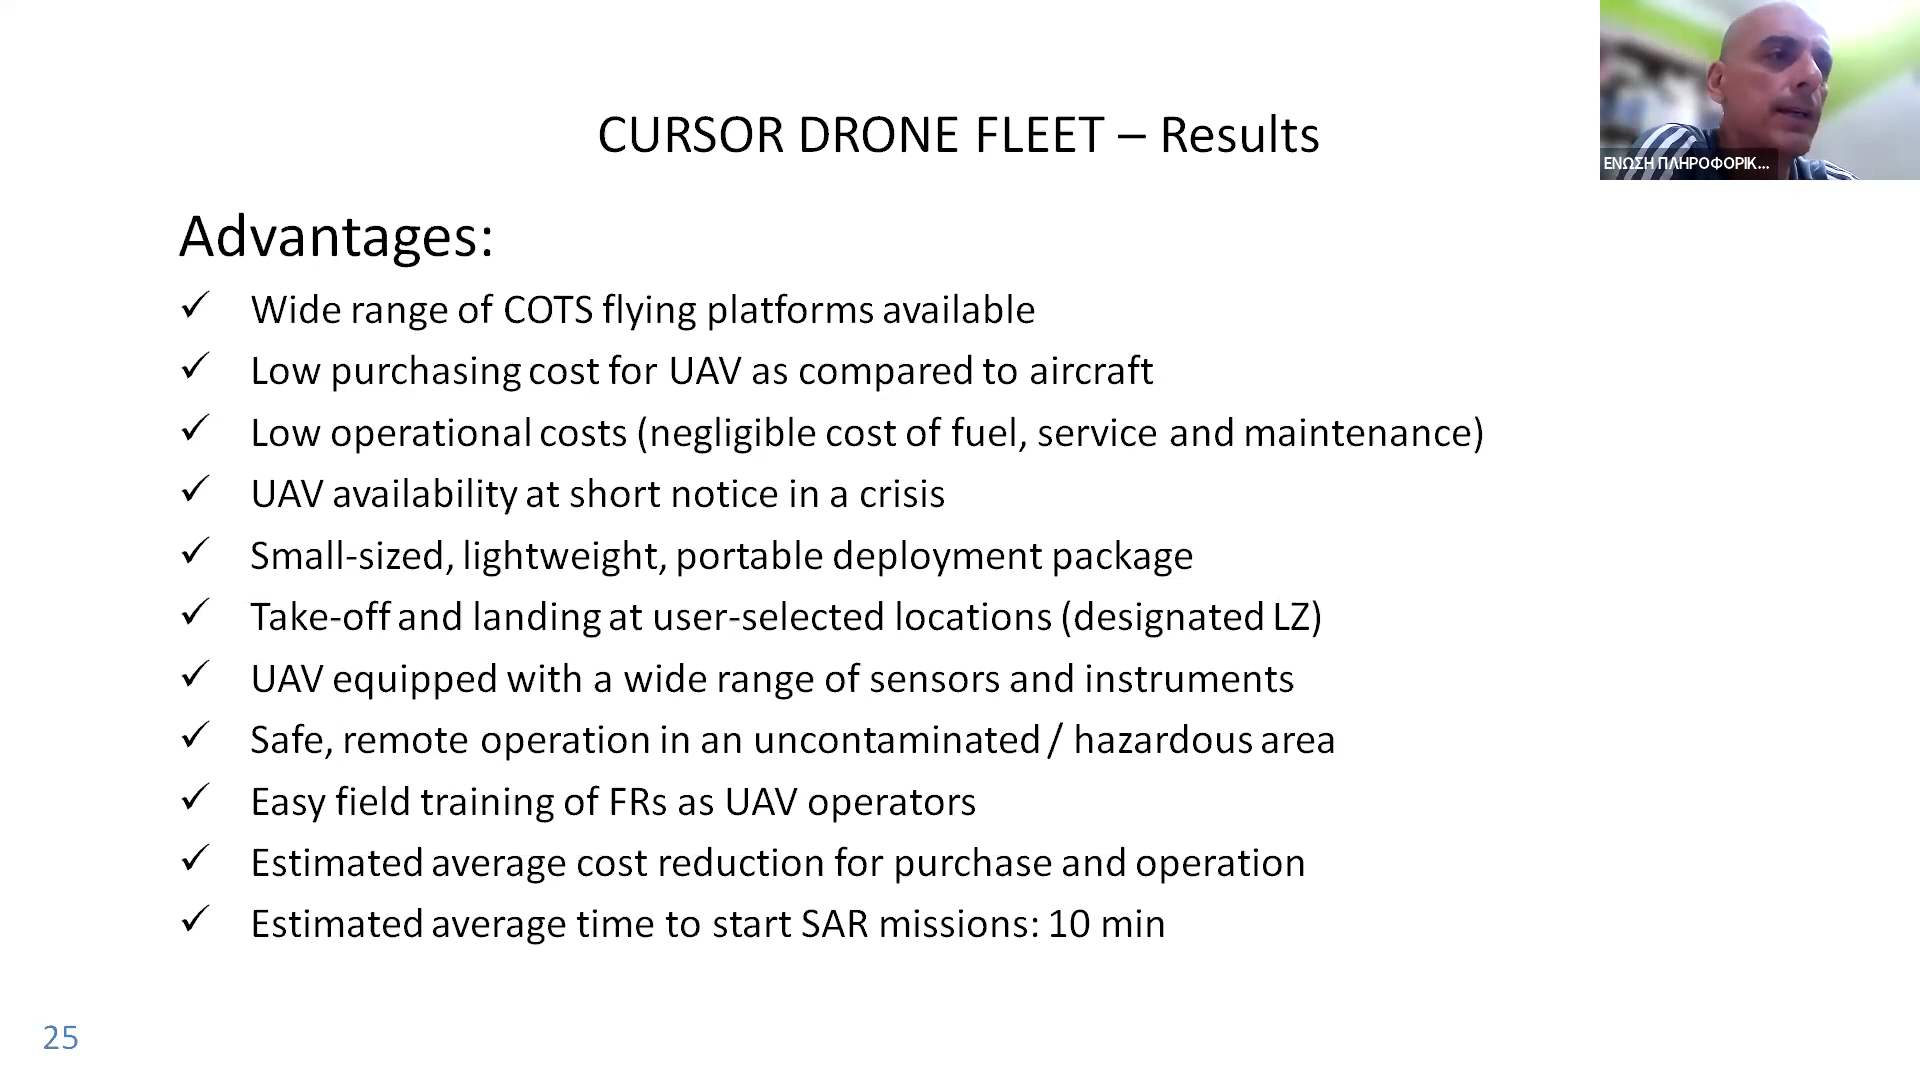 CURSOR DRONE FLEET – Results
ΕΝΩΣΗ ΠΛΗΡΟΦΟΡΙΚ...
Advantages:
✓ Wide range of COTS flying platforms available
✓ Low purchasing cost for UAV as compared to aircraft
✓ Low operational costs (negligible cost of fuel, service and maintenance)
✓ UAV availability at short notice in a crisis
✓ Small-sized, lightweight, portable deployment package
✓ Take-off and landing at user-selected locations (designated LZ)
✓ UAV equipped with a wide range of sensors and instruments
✓ Safe, remote operation in an uncontaminated / hazardous area
✓ Easy field training of FRs as UAV operators
✓ Estimated average cost reduction for purchase and operation
✓ Estimated average time to start SAR missions: 10 min
25